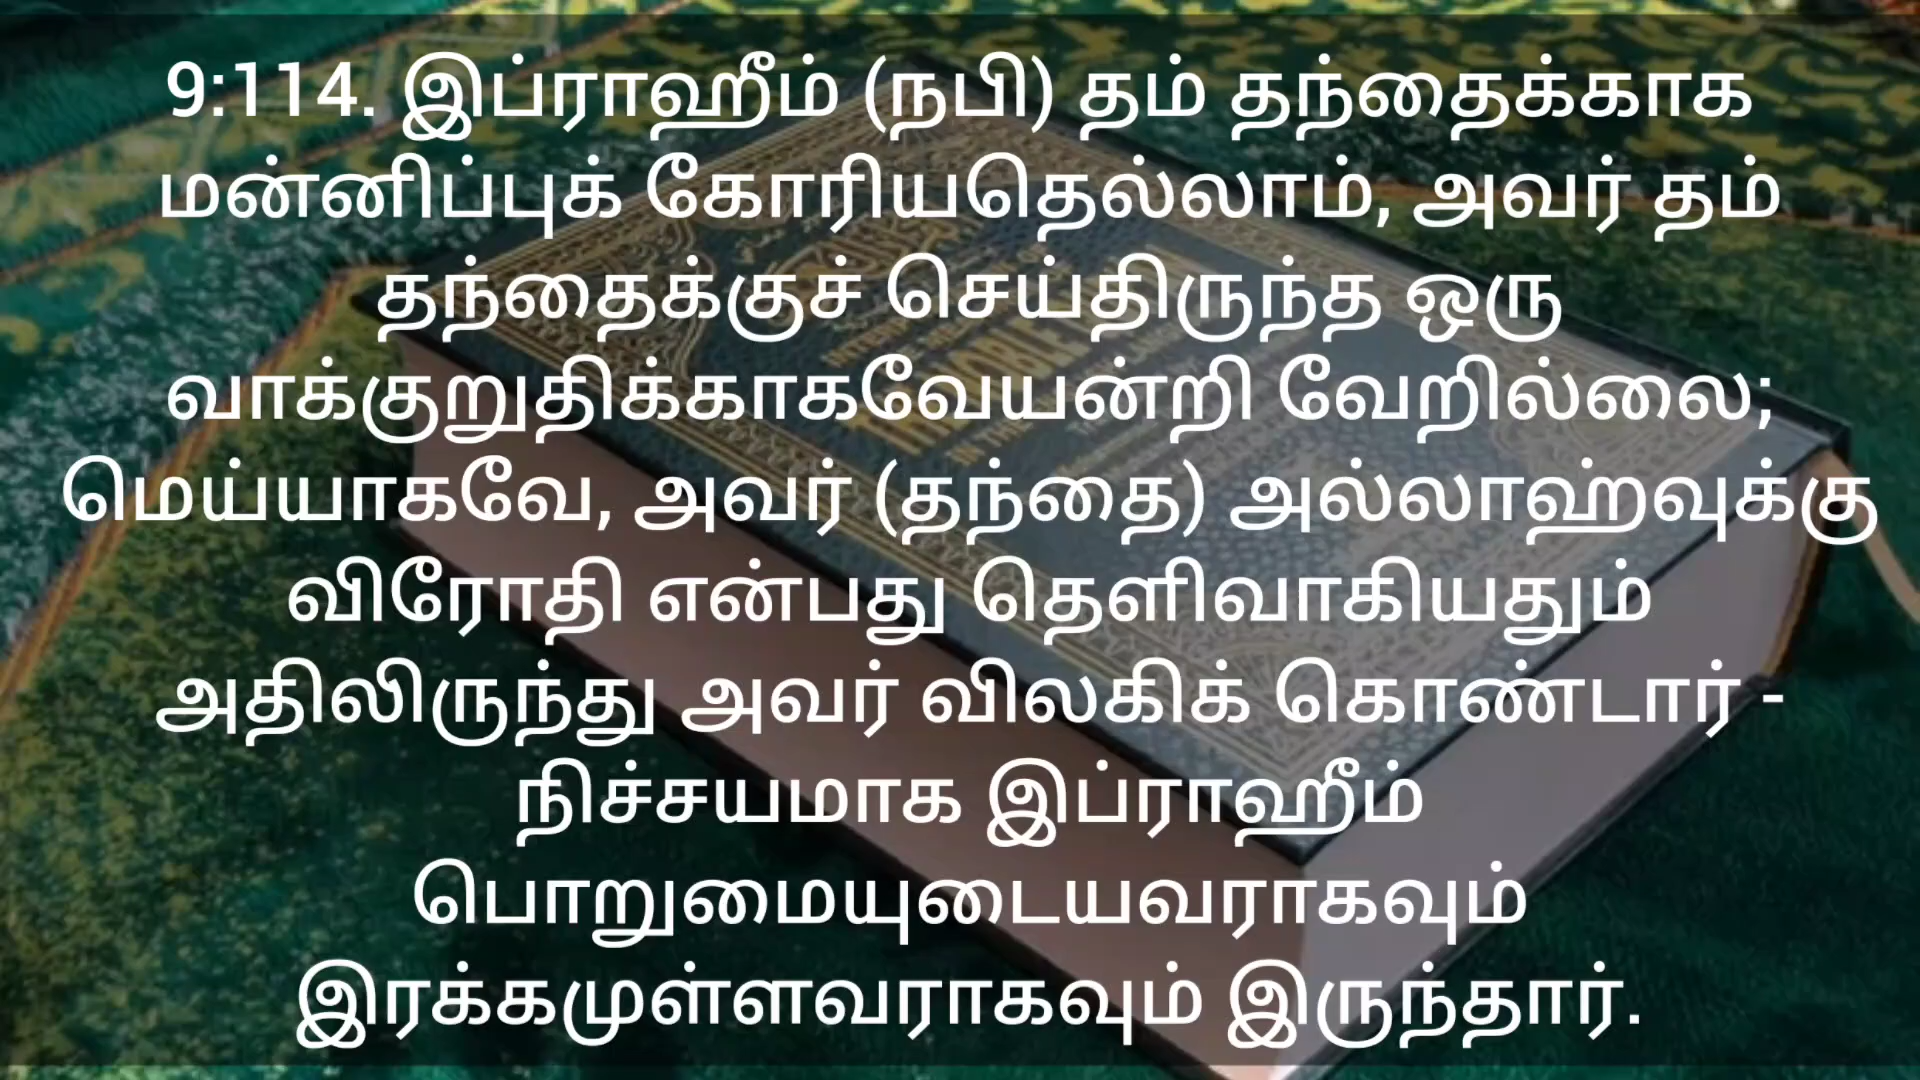 9:114. இப்ராஹீம் (நபி) தம் தந்தைக்காக
மன்னிப்புக் கோரியதெல்லாம், அவர் தம்
தந்தைக்குச் செய்திருந்த ஒரு
வாக்குறுதிக்காகவேயன்றி வேறில்லை;
மெய்யாகவே, அவர் (தந்தை) அல்லாஹ்வுக்கு
விரோதி என்பது தெளிவாகியதும்
அதிலிருந்து அவர் விலகிக் கொண்டார் -
நிச்சயமாக இப்ராஹீம்
பொறுமையுடையவராகவும்
இரக்கமுள்ளவராகவும் இருந்தார்.